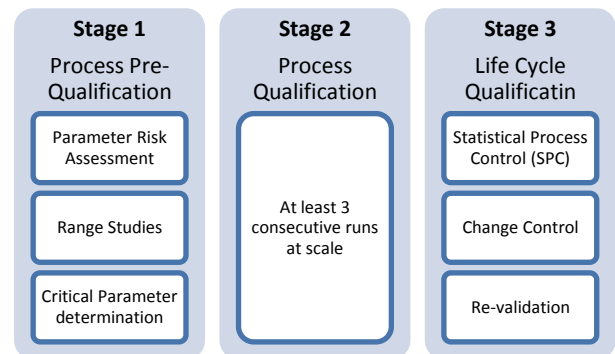 Stage 1
Process Pre-
Qualification
Parameter Risk
Assessment
Range Studies
Critical Parameter
determination
Stage 2
Process
Qualification
At least 3
consecutive runs
at scale
Stage 3
Life Cycle
Qualificatin
Statistical Process
Control (SPC)
Change Control
Re-validation